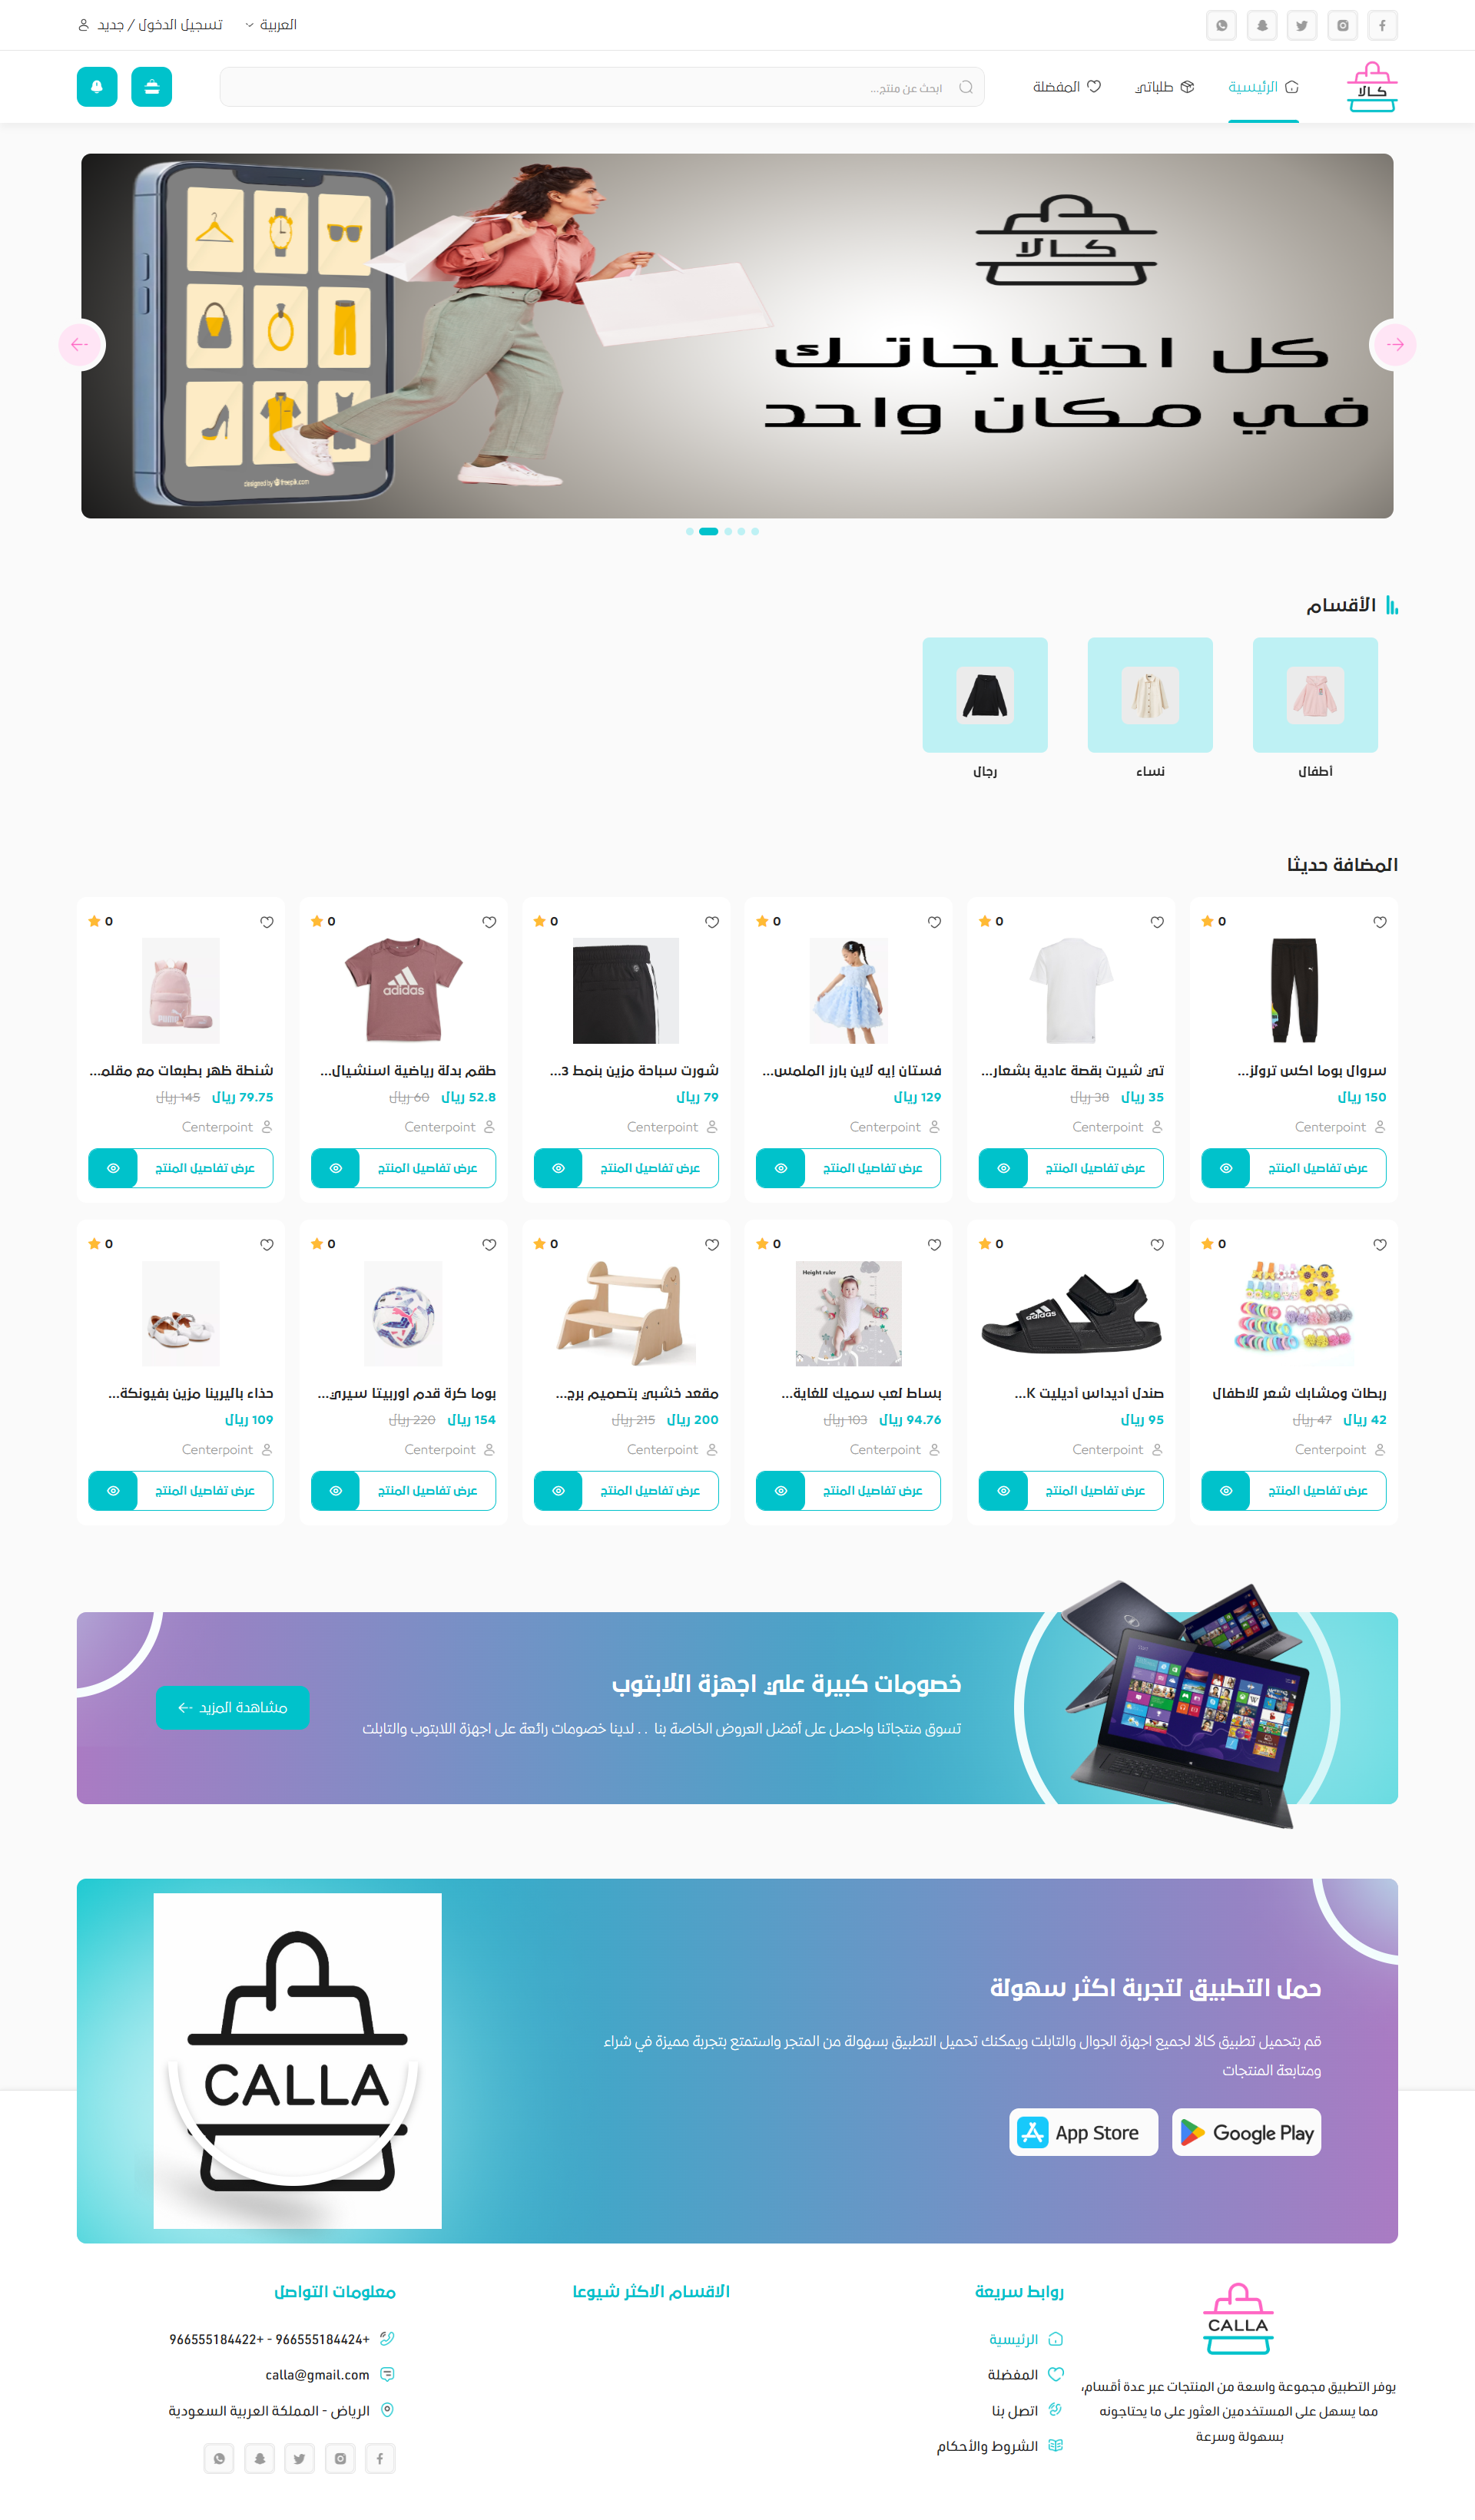 العربية
تسجيل الدخول / جديد
كالا
الرئيسية
طلباتي
المفضلة
ابحث عن منتج...
كالا
كل احتياجاتك
في مكان واحد
designed by freepik.com
الأقسام
أطفال
نساء
رجال
المضافة حديثا
0
0
0
0
0
0
سروال بوما اكس ترولز...
تي شيرت بقصة عادية بشعار...
فستان إيه لاين بارز الملمس...
شورت سباحة مزين بنمط 3...
طقم بدلة رياضية اسنشيال...
شنطة ظهر بطبعات مع مقلم...
150 ريال
35 ريال 38 ريال
129 ريال
79 ريال
52.8 ريال 60 ريال
79.75 ريال 145 ريال
Centerpoint
Centerpoint
Centerpoint
Centerpoint
Centerpoint
Centerpoint
عرض تفاصيل المنتج
عرض تفاصيل المنتج
عرض تفاصيل المنتج
عرض تفاصيل المنتج
عرض تفاصيل المنتج
عرض تفاصيل المنتج
0
0
0
0
0
0
adidas
Height ruler
ربطات ومشابك شعر للاطفال
صندل أديداس أديليت K...
بساط لعب سميك للغاية...
مقعد خشبي بتصميم برج...
بوما كرة قدم اوربيتا سيري...
حذاء باليرينا مزين بفيونكة...
42 ريال 47 ريال
95 ريال
94.76 ريال 103 ريال
200 ريال 215 ريال
154 ريال 220 ريال
109 ريال
Centerpoint
Centerpoint
Centerpoint
Centerpoint
Centerpoint
Centerpoint
عرض تفاصيل المنتج
عرض تفاصيل المنتج
عرض تفاصيل المنتج
عرض تفاصيل المنتج
عرض تفاصيل المنتج
عرض تفاصيل المنتج
خصومات كبيرة علي اجهزة اللابتوب
تسوق منتجاتنا واحصل على أفضل العروض الخاصة بنا . . لدينا خصومات رائعة على اجهزة اللابتوب والتابلت
مشاهدة المزيد
حمل التطبيق لتجربة اكثر سهولة
قم بتحميل تطبيق كالا لجميع اجهزة الجوال والتابلت ويمكنك تحميل التطبيق بسهولة من المتجر واستمتع بتجربة مميزة في شراء
ومتابعة المنتجات
Google Play
App Store
CALLA
CALLA
يوفر التطبيق مجموعة واسعة من المنتجات عبر عدة أقسام،
مما يسهل على المستخدمين العثور على ما يحتاجونه
بسهولة وسرعة
روابط سريعة
الرئيسية
المفضلة
اتصل بنا
الشروط والأحكام
الاقسام الاكثر شيوعا
معلومات التواصل
966555184422+ - 966555184424+
calla@gmail.com
الرياض - المملكة العربية السعودية